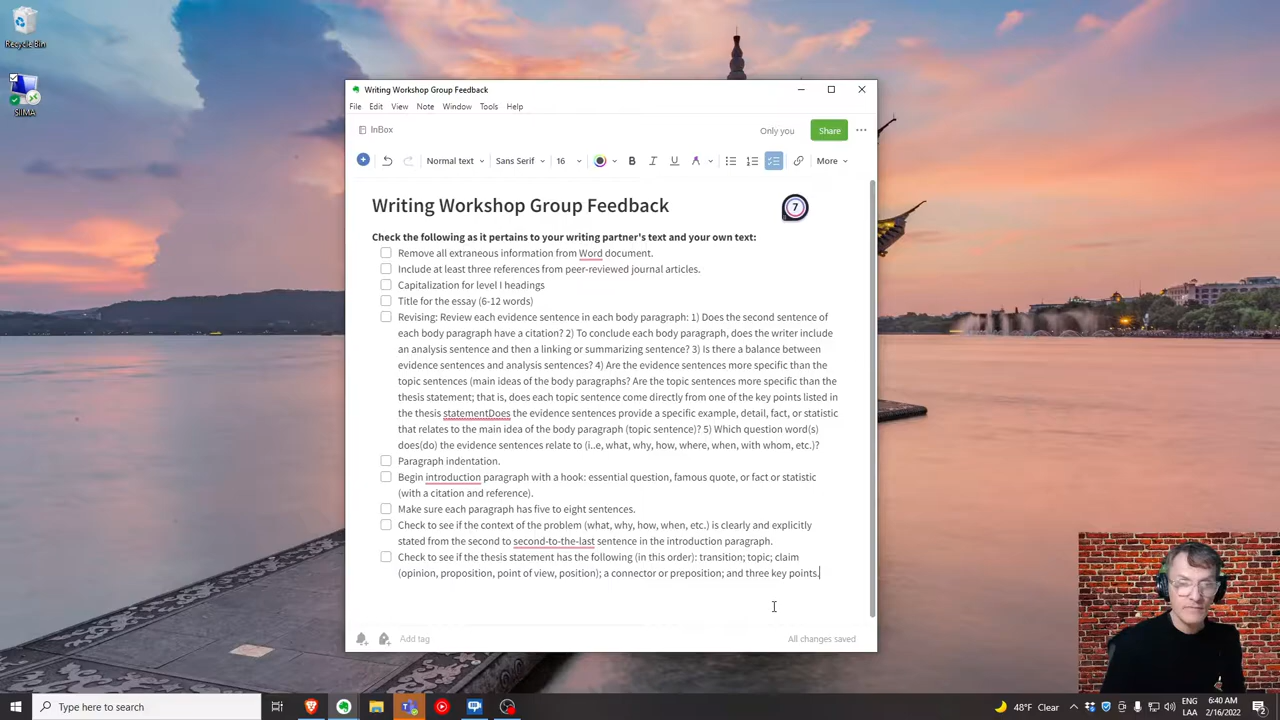 Recycle Bin
SIIMA
Writing Workshop Group Feedback
File Edit View Note Window Tools Help
InBox
Only you
Share
Normal text
Sans Serif
16
B I U A
More
Writing Workshop Group Feedback
7
Check the following as it pertains to your writing partner's text and your own text:
Remove all extraneous information from Word document.
Include at least three references from peer-reviewed journal articles.
Capitalization for level I headings
Title for the essay (6-12 words)
Revising: Review each evidence sentence in each body paragraph: 1) Does the second sentence of
each body paragraph have a citation? 2) To conclude each body paragraph, does the writer include
an analysis sentence and then a linking or summarizing sentence? 3) Is there a balance between
evidence sentences and analysis sentences? 4) Are the evidence sentences more specific than the
topic sentences (main ideas of the body paragraphs? Are the topic sentences more specific than the
thesis statement; that is, does each topic sentence come directly from one of the key points listed in
the thesis statementDoes the evidence sentences provide a specific example, detail, fact, or statistic
that relates to the main idea of the body paragraph (topic sentence)? 5) Which question word(s)
does(do) the evidence sentences relate to (i..e, what, why, how, where, when, with whom, etc.)?
Paragraph indentation.
Begin introduction paragraph with a hook: essential question, famous quote, or fact or statistic
(with a citation and reference).
Make sure each paragraph has five to eight sentences.
Check to see if the context of the problem (what, why, how, when, etc.) is clearly and explicitly
stated from the second to second-to-the-last sentence in the introduction paragraph.
Check to see if the thesis statement has the following (in this order): transition; topic; claim
(opinion, proposition, point of view, position); a connector or preposition; and three key points.
Add tag
All changes saved
Type here to search
48°F Clear
ENG
LAA
6:40 AM
2/16/2022